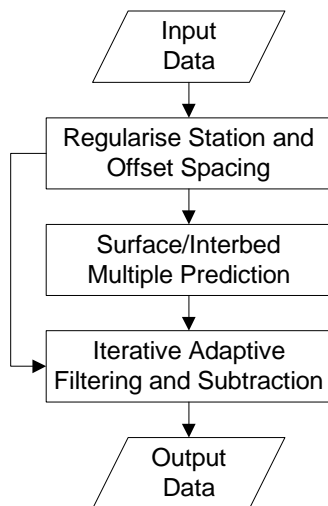 Input
Data
Regularise Station and
Offset Spacing
Surface/Interbed
Multiple Prediction
Iterative Adaptive
Filtering and Subtraction
Output
Data